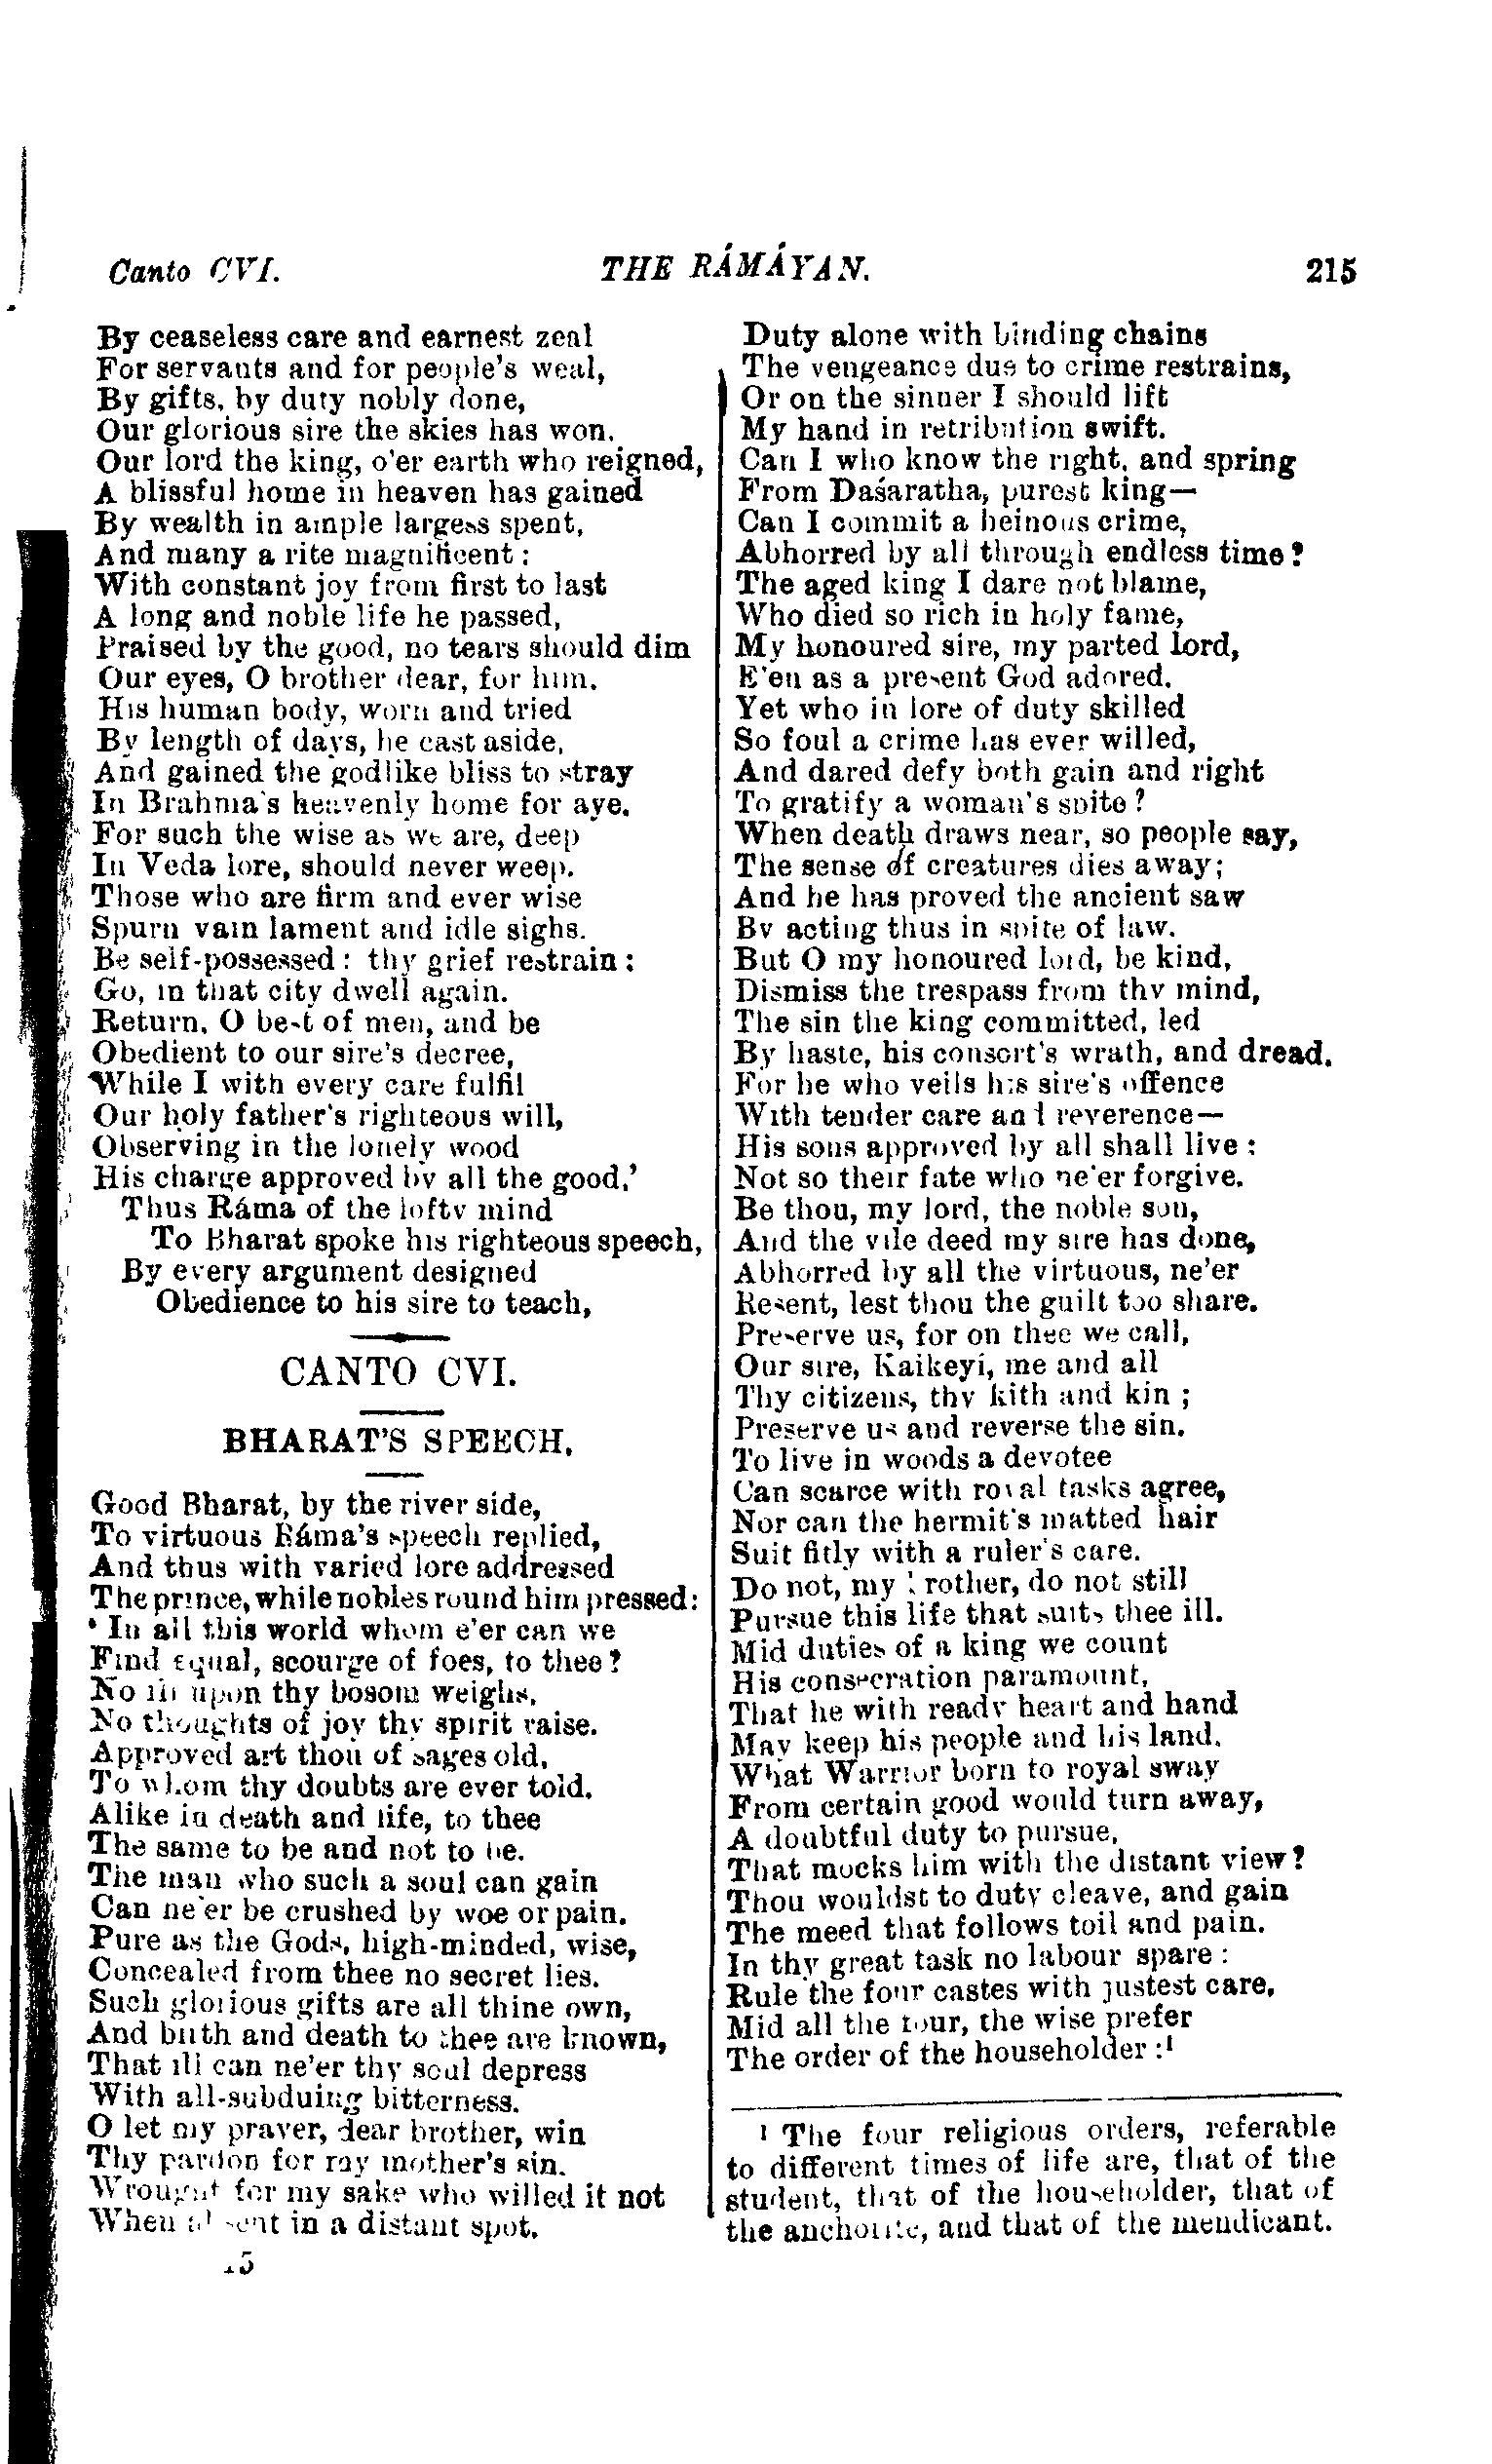 Canto CVI.
THE RÁMÁYAN.
215
By ceaseless care and earnest zeal
For servants and for people's weal,
By gifts, by duty nobly done,
Our glorious sire the skies has won.
Our lord the king, o'er earth who reigned,
A blissful home in heaven has gained
By wealth in ample largess spent,
And many a rite magnificent:
With constant joy from first to last
A long and noble life he passed,
Praised by the good, no tears should dim
Our eyes, O brother dear, for him.
His human body, worn and tried
By length of days, he cast aside,
And gained the godlike bliss to stray
In Brahma's heavenly home for aye.
For such the wise as we are, deep
In Veda lore, should never weep.
Those who are firm and ever wise
Spurn vain lament and idle sighs.
Be self-possessed: thy grief restrain:
Go, in that city dwell again.
Return, O best of men, and be
Obedient to our sire's decree,
While I with every care fulfil
Our holy father's righteous will,
Observing in the lonely wood
His charge approved by all the good.'
Thus Ráma of the lofty mind
To Bharat spoke his righteous speech,
By every argument designed
Obedience to his sire to teach,
CANTO CVI.
BHARAT'S SPEECH.
Good Bharat, by the river side,
To virtuous Ráma's speech replied,
And thus with varied lore addressed
The prince, while nobles round him pressed:
'In all this world whom e'er can we
Find equal, scourge of foes, to thee?
No ill upon thy bosom weighs,
No thoughts of joy thy spirit raise.
Approved art thou of sages old,
To whom thy doubts are ever told.
Alike in death and life, to thee
The same to be and not to be.
The man who such a soul can gain
Can ne'er be crushed by woe or pain.
Pure as the Gods, high-minded, wise,
Concealed from thee no secret lies.
Such glorious gifts are all thine own,
And birth and death to thee are known,
That ill can ne'er thy soul depress
With all-subduing bitterness.
O let my prayer, dear brother, win
Thy pardon for my mother's sin.
Wrought for my sake who willed it not
When absent in a distant spot.
15
Duty alone with binding chains
The vengeance due to crime restrains,
Or on the sinner I should lift
My hand in retribution swift.
Can I who know the right, and spring
From Daśaratha, purest king—
Can I commit a heinous crime,
Abhorred by all through endless time?
The aged king I dare not blame,
Who died so rich in holy fame,
My honoured sire, my parted lord,
E'en as a present God adored.
Yet who in lore of duty skilled
So foul a crime has ever willed,
And dared defy both gain and right
To gratify a woman's spite?
When death draws near, so people say,
The sense of creatures dies away;
And he has proved the ancient saw
By acting thus in spite of law.
But O my honoured lord, be kind,
Dismiss the trespass from thy mind,
The sin the king committed, led
By haste, his consort's wrath, and dread.
For he who veils his sire's offence
With tender care and reverence—
His sons approved by all shall live:
Not so their fate who ne'er forgive.
Be thou, my lord, the noble son,
And the vile deed my sire has done,
Abhorred by all the virtuous, ne'er
Resent, lest thou the guilt too share.
Preserve us, for on thee we call,
Our sire, Kaikeyí, me and all
Thy citizens, thy kith and kin;
Preserve us and reverse the sin.
To live in woods a devotee
Can scarce with royal tasks agree,
Nor can the hermit's matted hair
Suit fitly with a ruler's care.
Do not, my brother, do not still
Pursue this life that suits thee ill.
Mid duties of a king we count
His consecration paramount,
That he with ready heart and hand
May keep his people and his land.
What Warrior born to royal sway
From certain good would turn away,
A doubtful duty to pursue,
That mocks him with the distant view?
Thou wouldst to duty cleave, and gain
The meed that follows toil and pain.
In thy great task no labour spare:
Rule the four castes with justest care,
Mid all the four, the wise prefer
The order of the householder:¹
¹ The four religious orders, referable
to different times of life are, that of the
student, that of the householder, that of
the anchorite, and that of the mendicant.